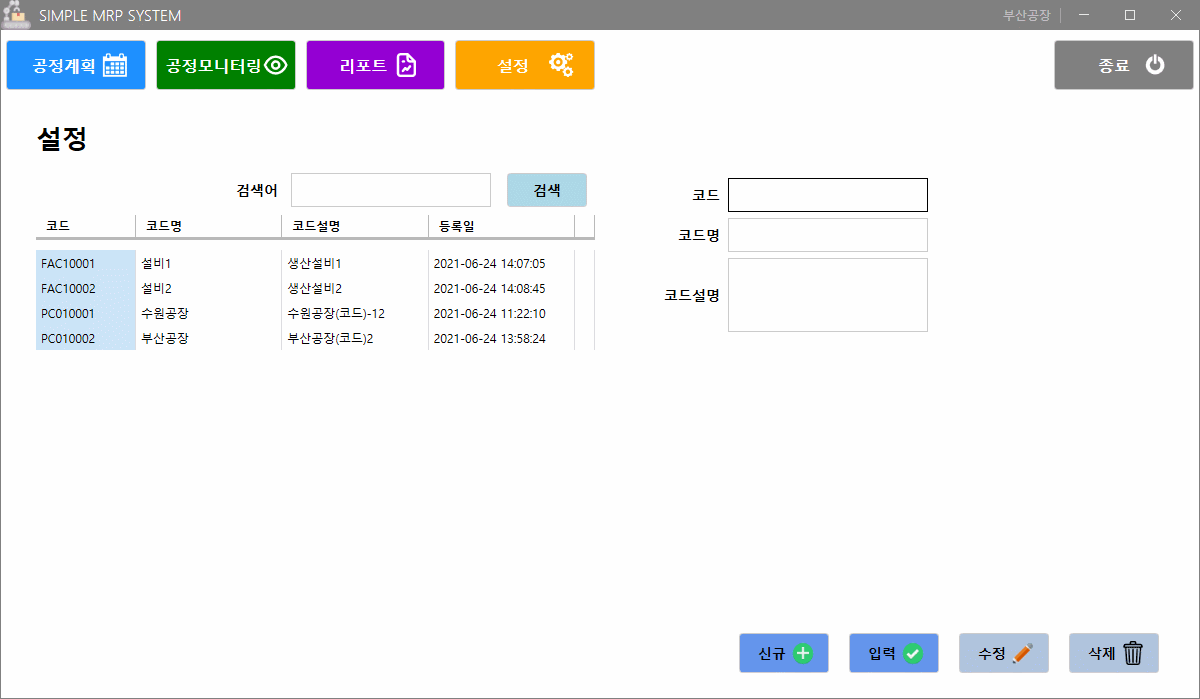 SIMPLE MRP SYSTEM 부산공장
공정계획 공정모니터링 리포트 설정 종료
설정
검색어 검색
코드 코드명 코드설명 등록일
FAC10001 설비1 생산설비1 2021-06-24 14:07:05
FAC10002 설비2 생산설비2 2021-06-24 14:08:45
PC010001 수원공장 수원공장(코드)-12 2021-06-24 11:22:10
PC010002 부산공장 부산공장(코드)2 2021-06-24 13:58:24
코드
코드명
코드설명
신규 입력 수정 삭제